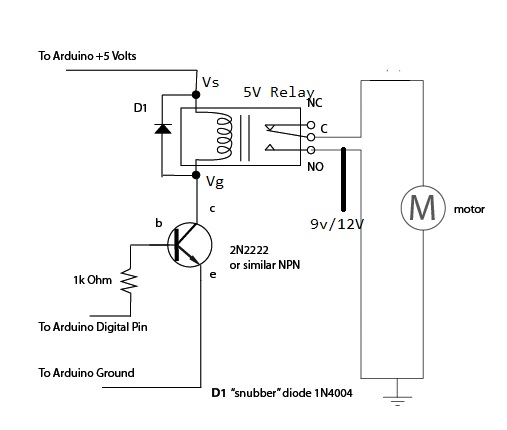 To Arduino +5 Volts
Vs
5V Relay
NC
D1
C
NO
Vg
9v/12V
M
motor
c
b
2N2222
or similar NPN
e
1k Ohm
To Arduino Digital Pin
To Arduino Ground
D1 "snubber" diode 1N4004